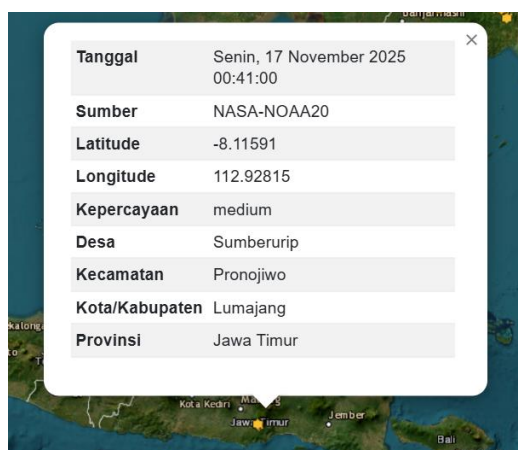 Banjarmasin
×
Tanggal Senin, 17 November 2025
00:41:00
Sumber NASA-NOAA20
Latitude -8.11591
Longitude 112.92815
Kepercayaan medium
Desa Sumberurip
Kecamatan Pronojiwo
Kota/Kabupaten Lumajang
Provinsi Jawa Timur
Kota Kediri
Jember
Bali